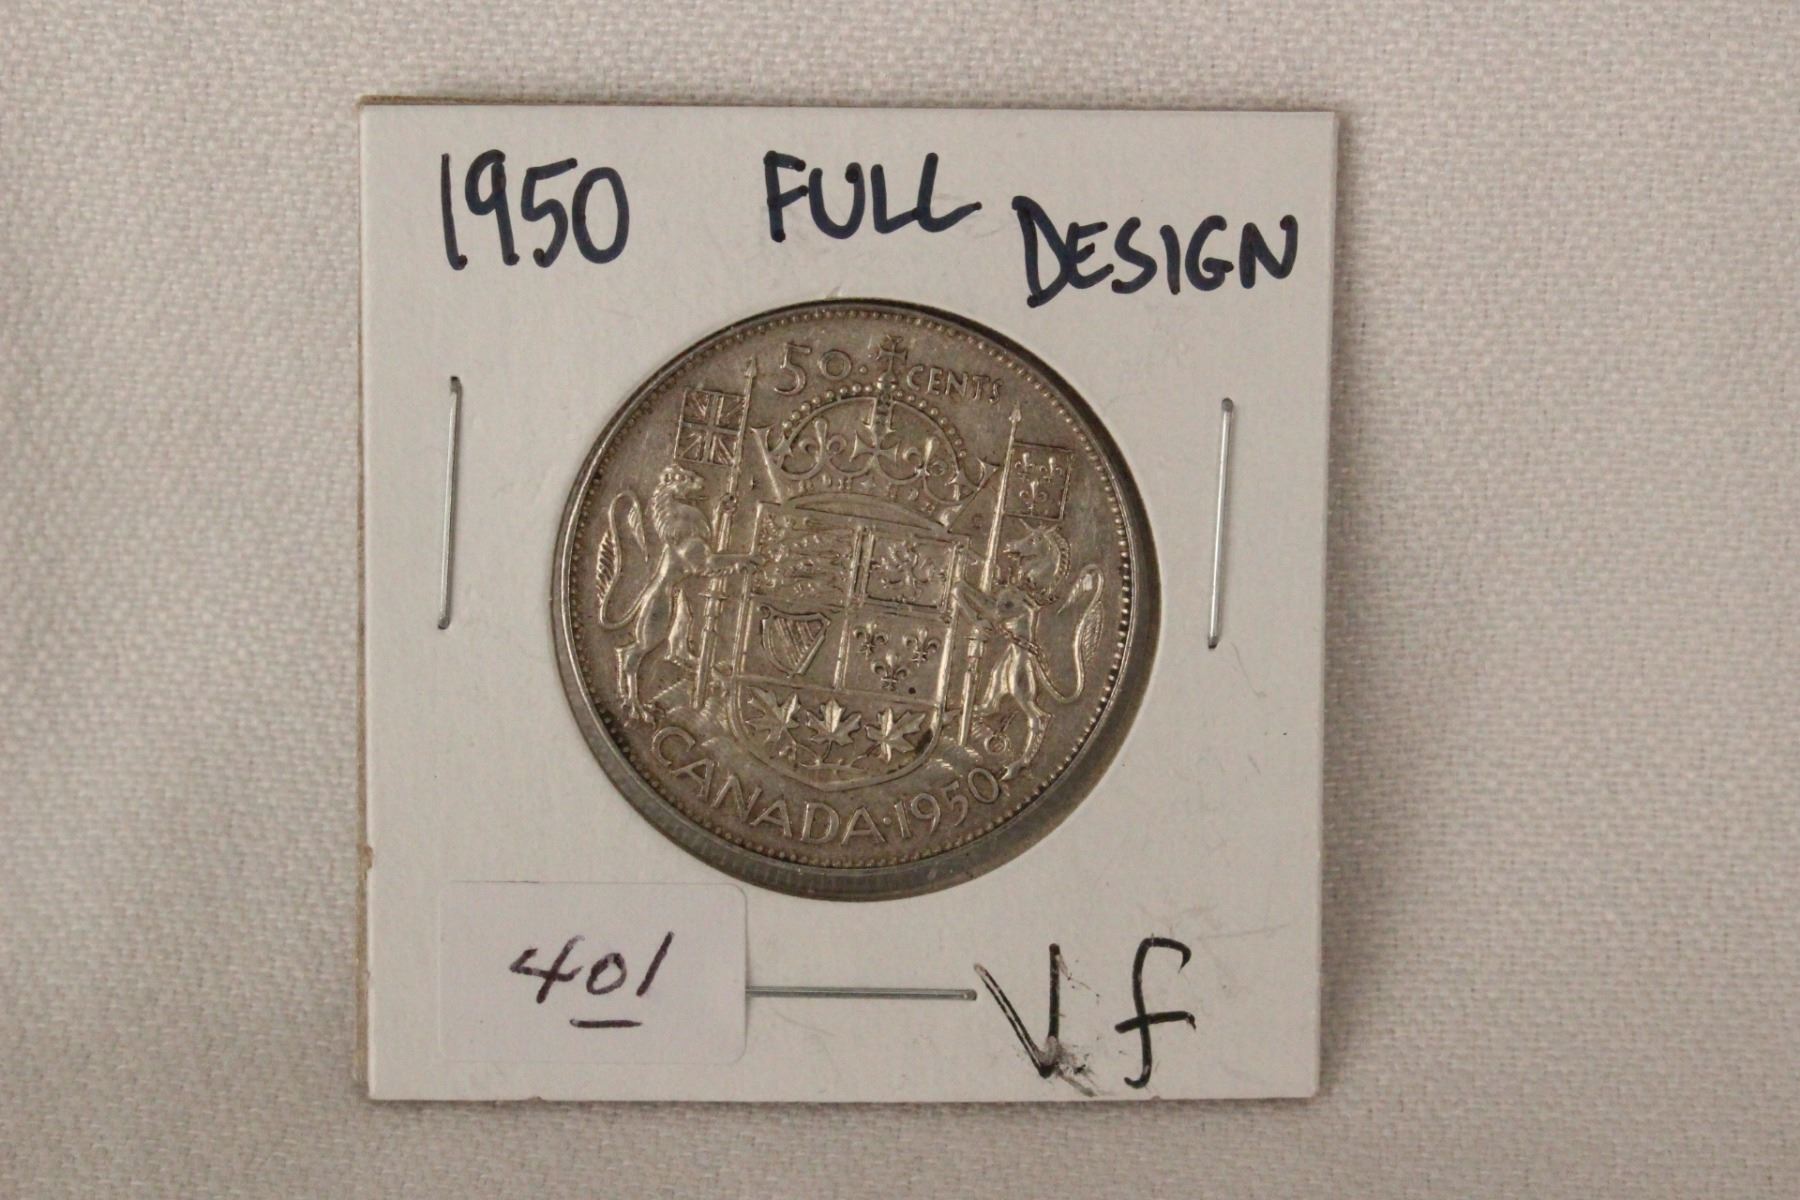 1950 FULL DESIGN
50 · CENTS
CANADA · 1950
401
Vf